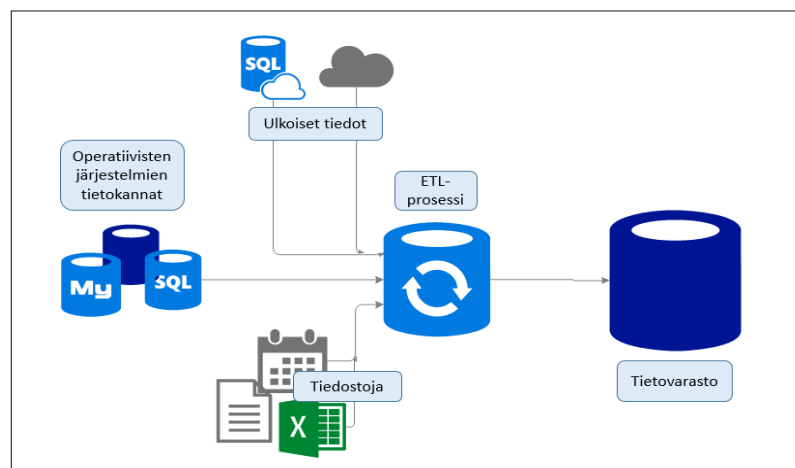 SQL
Ulkoiset tiedot
Operatiivisten
järjestelmien
tietokannat
My
SQL
ETL-
prosessi
Tiedostoja
X
Tietovarasto